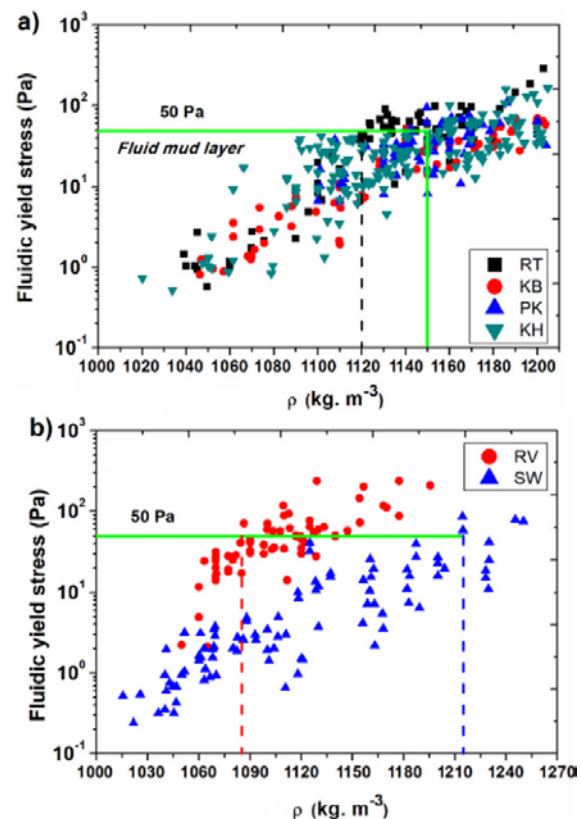 a)
Fluidic yield stress (Pa)
10³
10²
10¹
10⁰
10⁻¹
50 Pa
Fluid mud layer
RT
KB
PK
KH
1000 1020 1040 1060 1080 1100 1120 1140 1160 1180 1200
ρ (kg. m⁻³)
b)
Fluidic yield stress (Pa)
10³
10²
10¹
10⁰
10⁻¹
50 Pa
RV
SW
1000 1030 1060 1090 1120 1150 1180 1210 1240 1270
ρ (kg. m⁻³)